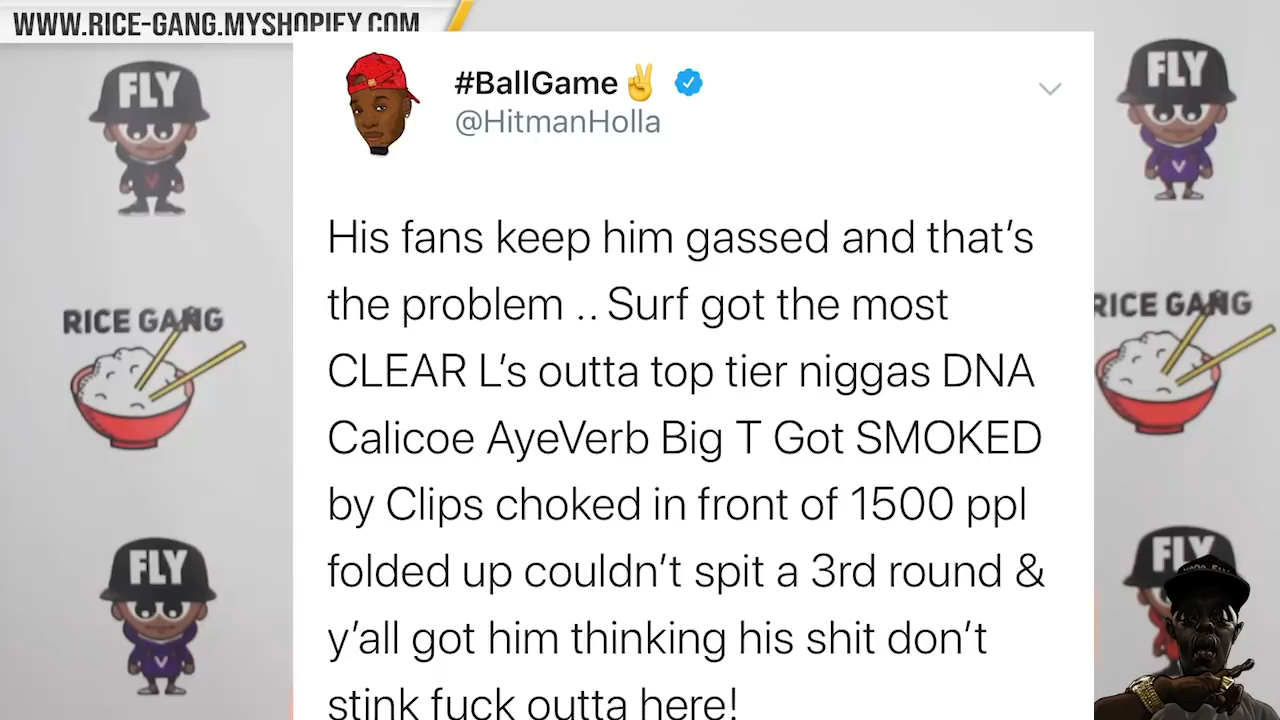 WWW.RICE-GANG.MYSHOPIFY.COM
#BallGame✌️
@HitmanHolla
FLY
FLY
His fans keep him gassed and that’s
the problem .. Surf got the most
RICE GANG
RICE GANG
CLEAR L’s outta top tier niggas DNA
Calicoe AyeVerb Big T Got SMOKED
by Clips choked in front of 1500 ppl
folded up couldn’t spit a 3rd round &
FLY
FLY
y’all got him thinking his shit don’t
stink fuck outta here!